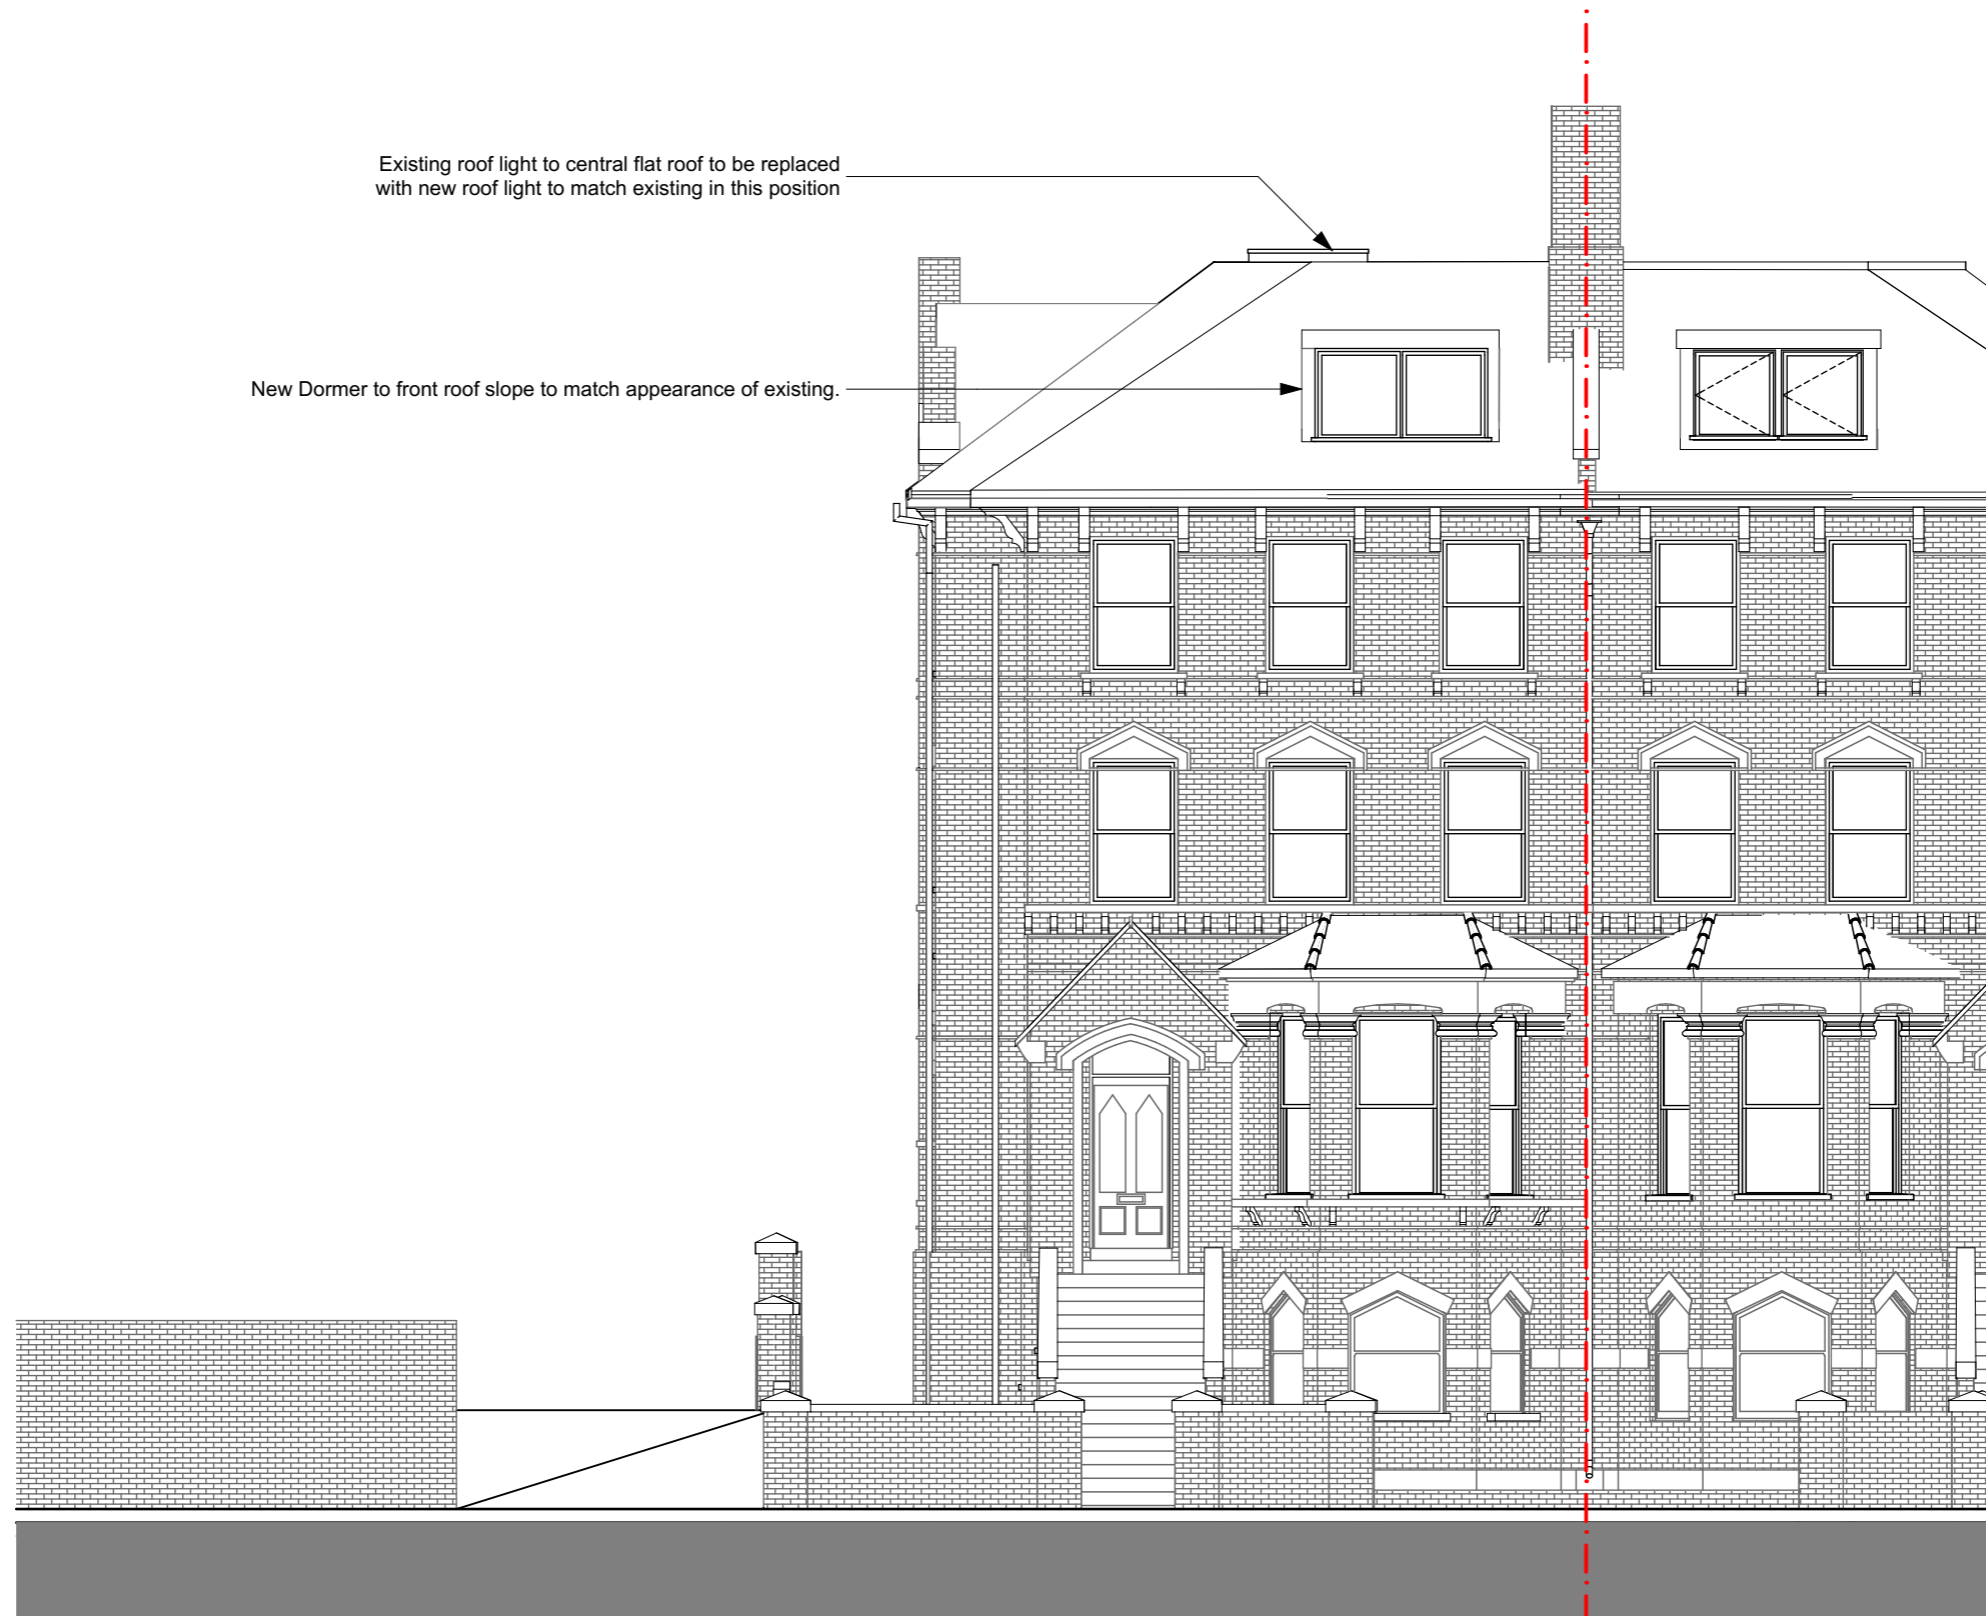 Existing roof light to central flat roof to be replaced
with new roof light to match existing in this position
New Dormer to front roof slope to match appearance of existing.